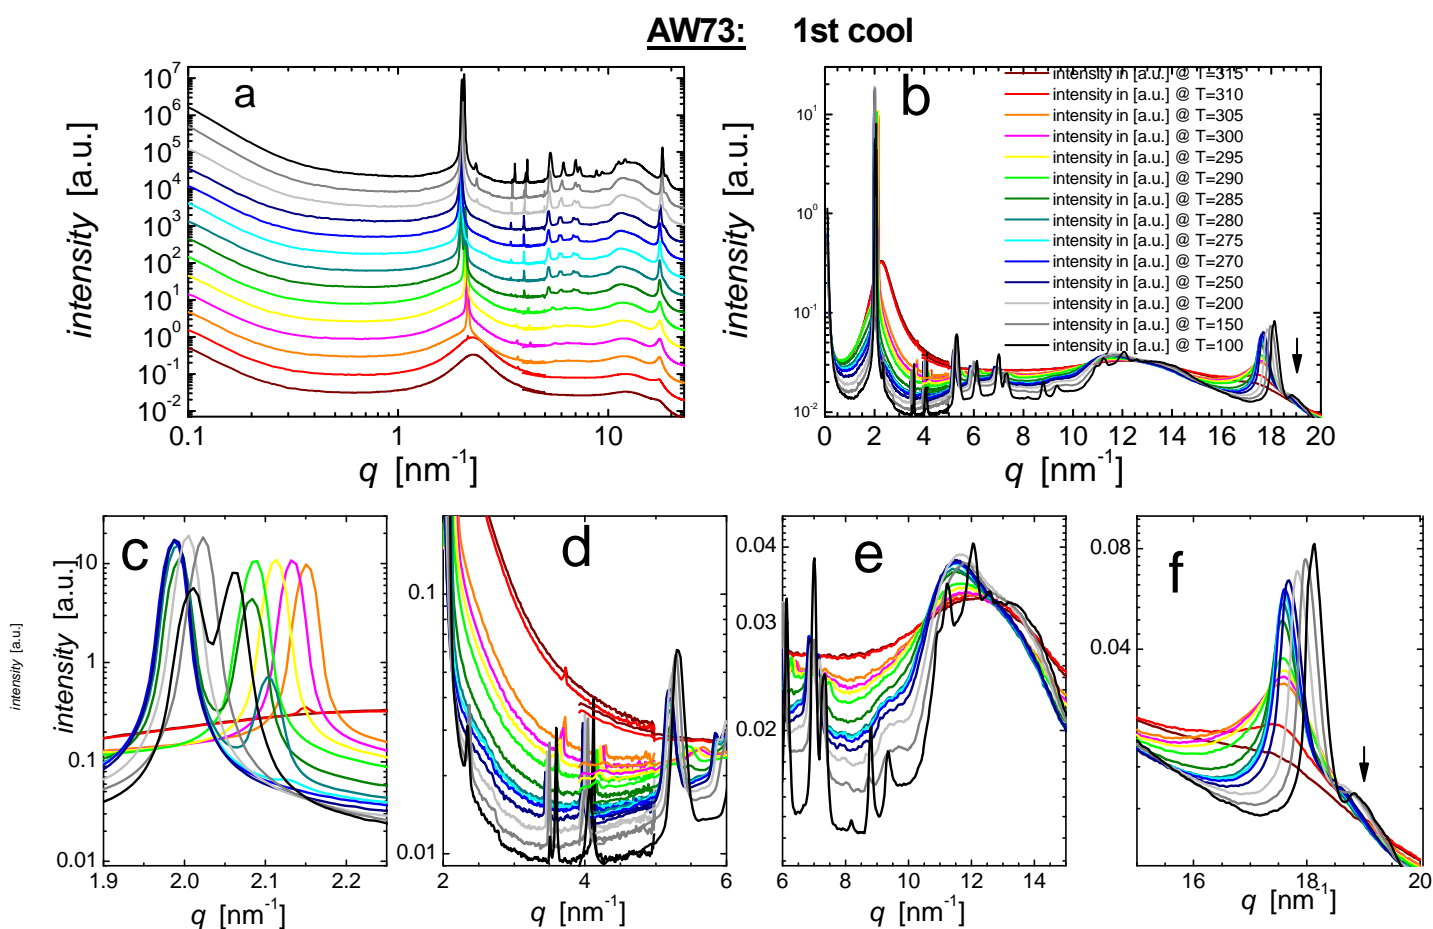 AW73: 1st cool
a
10^7
10^6
10^5
10^4
10^3
10^2
10^1
10^0
10^-1
10^-2
intensity [a.u.]
0.1 1 10
q [nm^-1]
b
10^1
10^0
10^-1
10^-2
intensity [a.u.]
intensity in [a.u.] @ T=315
intensity in [a.u.] @ T=310
intensity in [a.u.] @ T=305
intensity in [a.u.] @ T=300
intensity in [a.u.] @ T=295
intensity in [a.u.] @ T=290
intensity in [a.u.] @ T=285
intensity in [a.u.] @ T=280
intensity in [a.u.] @ T=275
intensity in [a.u.] @ T=270
intensity in [a.u.] @ T=250
intensity in [a.u.] @ T=200
intensity in [a.u.] @ T=150
intensity in [a.u.] @ T=100
0 2 4 6 8 10 12 14 16 18 20
q [nm^-1]
intensity [a.u.]
c
10
1
0.1
0.01
intensity [a.u.]
1.9 2.0 2.1 2.2
q [nm^-1]
d
0.1
0.01
2 4 6
q [nm^-1]
e
0.04
0.03
0.02
6 8 10 12 14
q [nm^-1]
f
0.08
0.04
16 18 20
q [nm^-1]